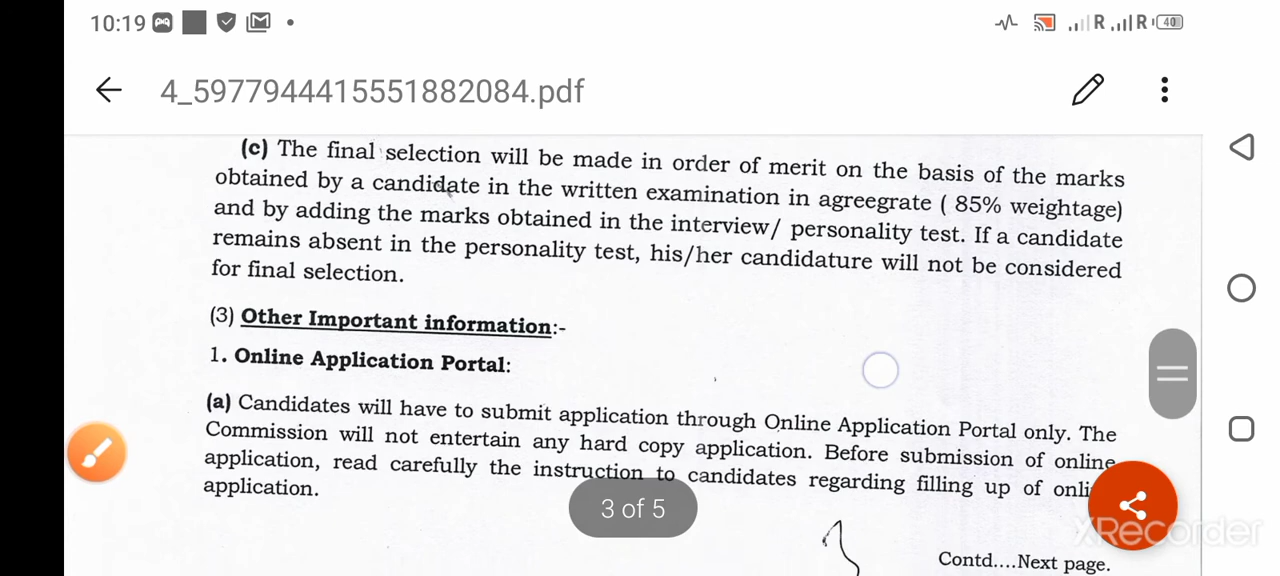 10:19
R R 40
4_5977944415551882084.pdf
(c) The final selection will be made in order of merit on the basis of the marks
obtained by a candidate in the written examination in agreegrate ( 85% weightage)
and by adding the marks obtained in the interview/ personality test. If a candidate
remains absent in the personality test, his/her candidature will not be considered
for final selection.
(3) Other Important information:-
1. Online Application Portal:
(a) Candidates will have to submit application through Online Application Portal only. The
Commission will not entertain any hard copy application. Before submission of online
application, read carefully the instruction to candidates regarding filling up of onli
application.
3 of 5
XRecorder
Contd....Next page.